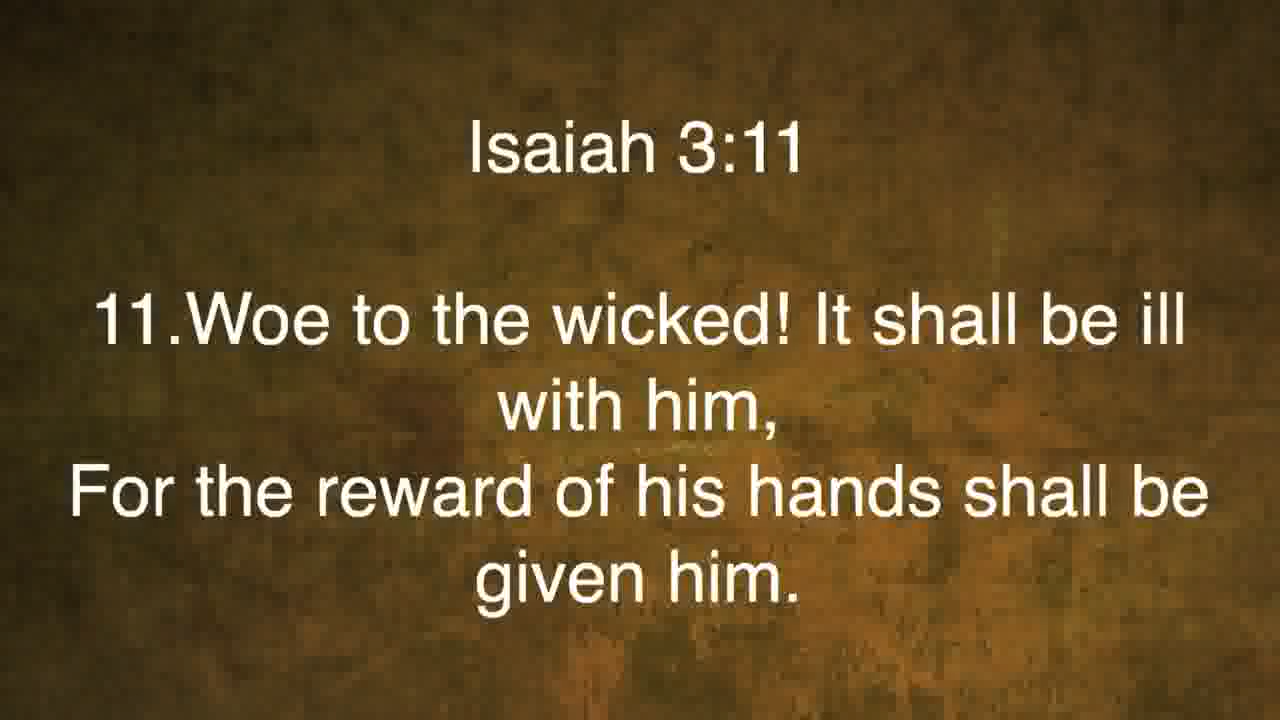 Isaiah 3:11
11.Woe to the wicked! It shall be ill
with him,
For the reward of his hands shall be
given him.